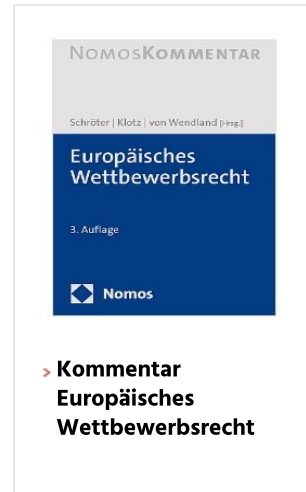 NomosKommentar
Schröter | Klotz | von Wendland [Hrsg.]
Europäisches
Wettbewerbsrecht
3. Auflage
Nomos
Kommentar
Europäisches
Wettbewerbsrecht